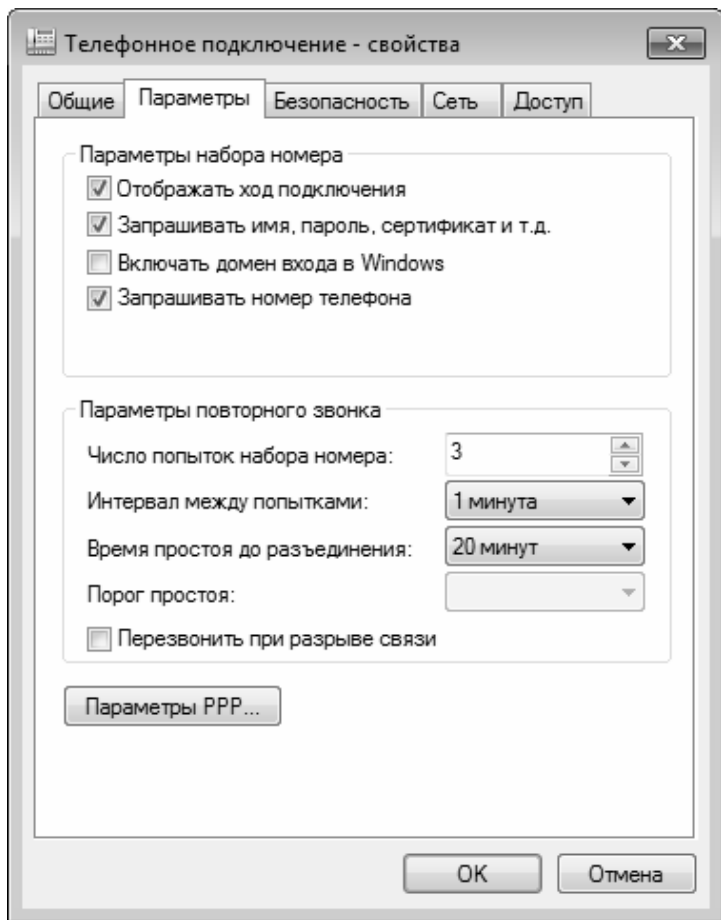 Телефонное подключение - свойства
Общие Параметры Безопасность Сеть Доступ
Параметры набора номера
Отображать ход подключения
Запрашивать имя, пароль, сертификат и т.д.
Включать домен входа в Windows
Запрашивать номер телефона
Параметры повторного звонка
Число попыток набора номера: 3
Интервал между попытками: 1 минута
Время простоя до разъединения: 20 минут
Порог простоя:
Перезвонить при разрыве связи
Параметры PPP...
OK Отмена